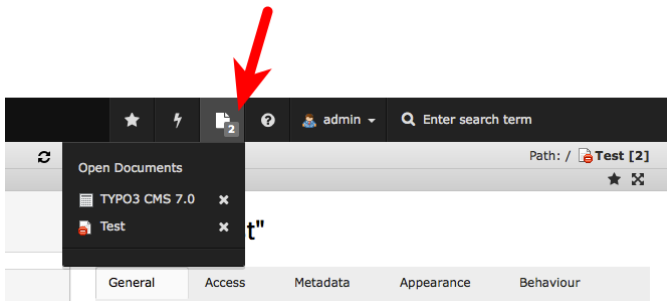 2
admin
Enter search term
Path: / Test [2]
Open Documents
TYPO3 CMS 7.0
Test
t"
General Access Metadata Appearance Behaviour